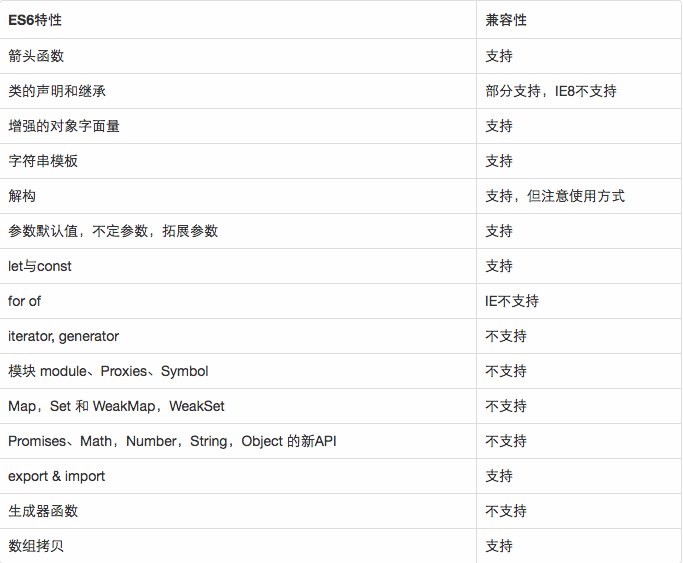 ES6特性 兼容性
箭头函数 支持
类的声明和继承 部分支持，IE8不支持
增强的对象字面量 支持
字符串模板 支持
解构 支持，但注意使用方式
参数默认值，不定参数，拓展参数 支持
let与const 支持
for of IE不支持
iterator, generator 不支持
模块 module、Proxies、Symbol 不支持
Map，Set 和 WeakMap，WeakSet 不支持
Promises、Math，Number，String，Object 的新API 不支持
export & import 支持
生成器函数 不支持
数组拷贝 支持